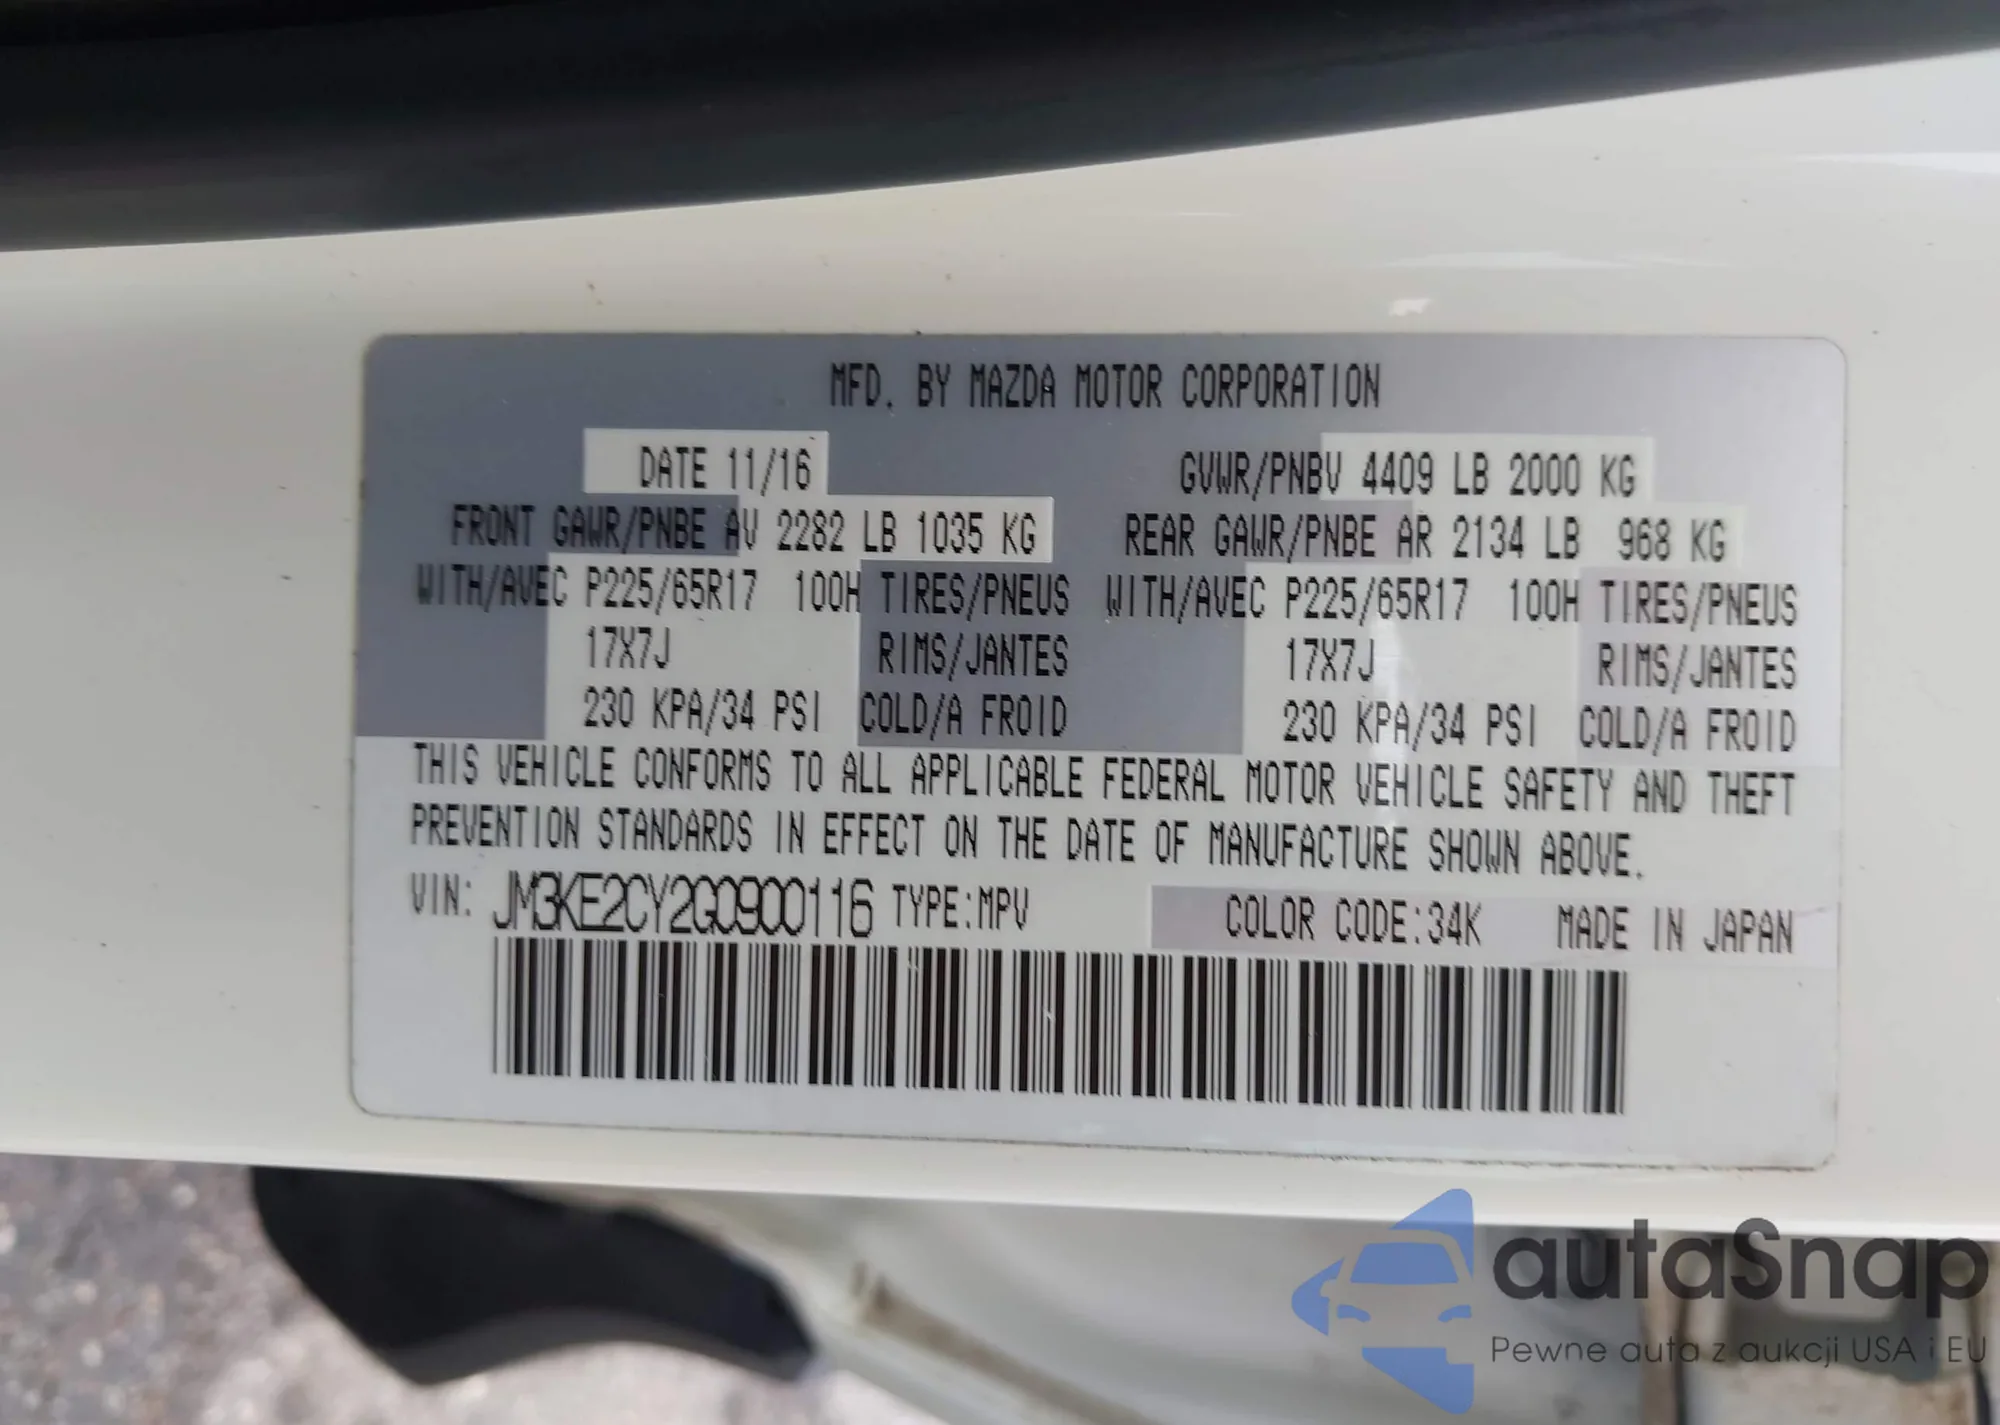 MFD. BY MAZDA MOTOR CORPORATION
DATE 11/16 GVWR/PNBV 4409 LB 2000 KG
FRONT GAWR/PNBE AV 2282 LB 1035 KG REAR GAWR/PNBE AR 2134 LB 968 KG
WITH/AVEC P225/65R17 100H TIRES/PNEUS WITH/AVEC P225/65R17 100H TIRES/PNEUS
17X7J RIMS/JANTES 17X7J RIMS/JANTES
230 KPA/34 PSI COLD/A FROID 230 KPA/34 PSI COLD/A FROID
THIS VEHICLE CONFORMS TO ALL APPLICABLE FEDERAL MOTOR VEHICLE SAFETY AND THEFT
PREVENTION STANDARDS IN EFFECT ON THE DATE OF MANUFACTURE SHOWN ABOVE.
VIN: JM3KE2CY2G0900116 TYPE:MPV COLOR CODE:34K MADE IN JAPAN
autaSnap
Pewne auta z aukcji USA i EU